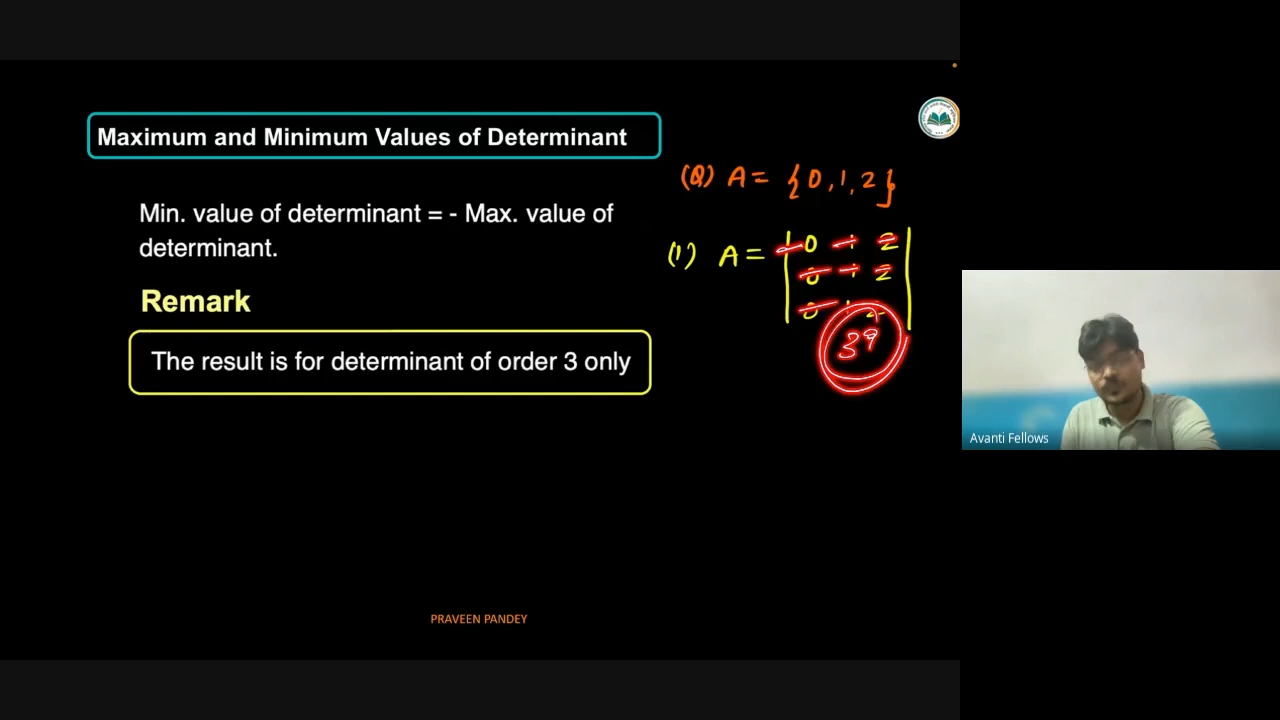 Maximum and Minimum Values of Determinant
(Q) A = {0, 1, 2}
Min. value of determinant = - Max. value of
determinant.
(1) A = | 0 1 2 |
| 0 1 2 |
| 0 1 2 |
3⁹
Remark
The result is for determinant of order 3 only
Avanti Fellows
PRAVEEN PANDEY